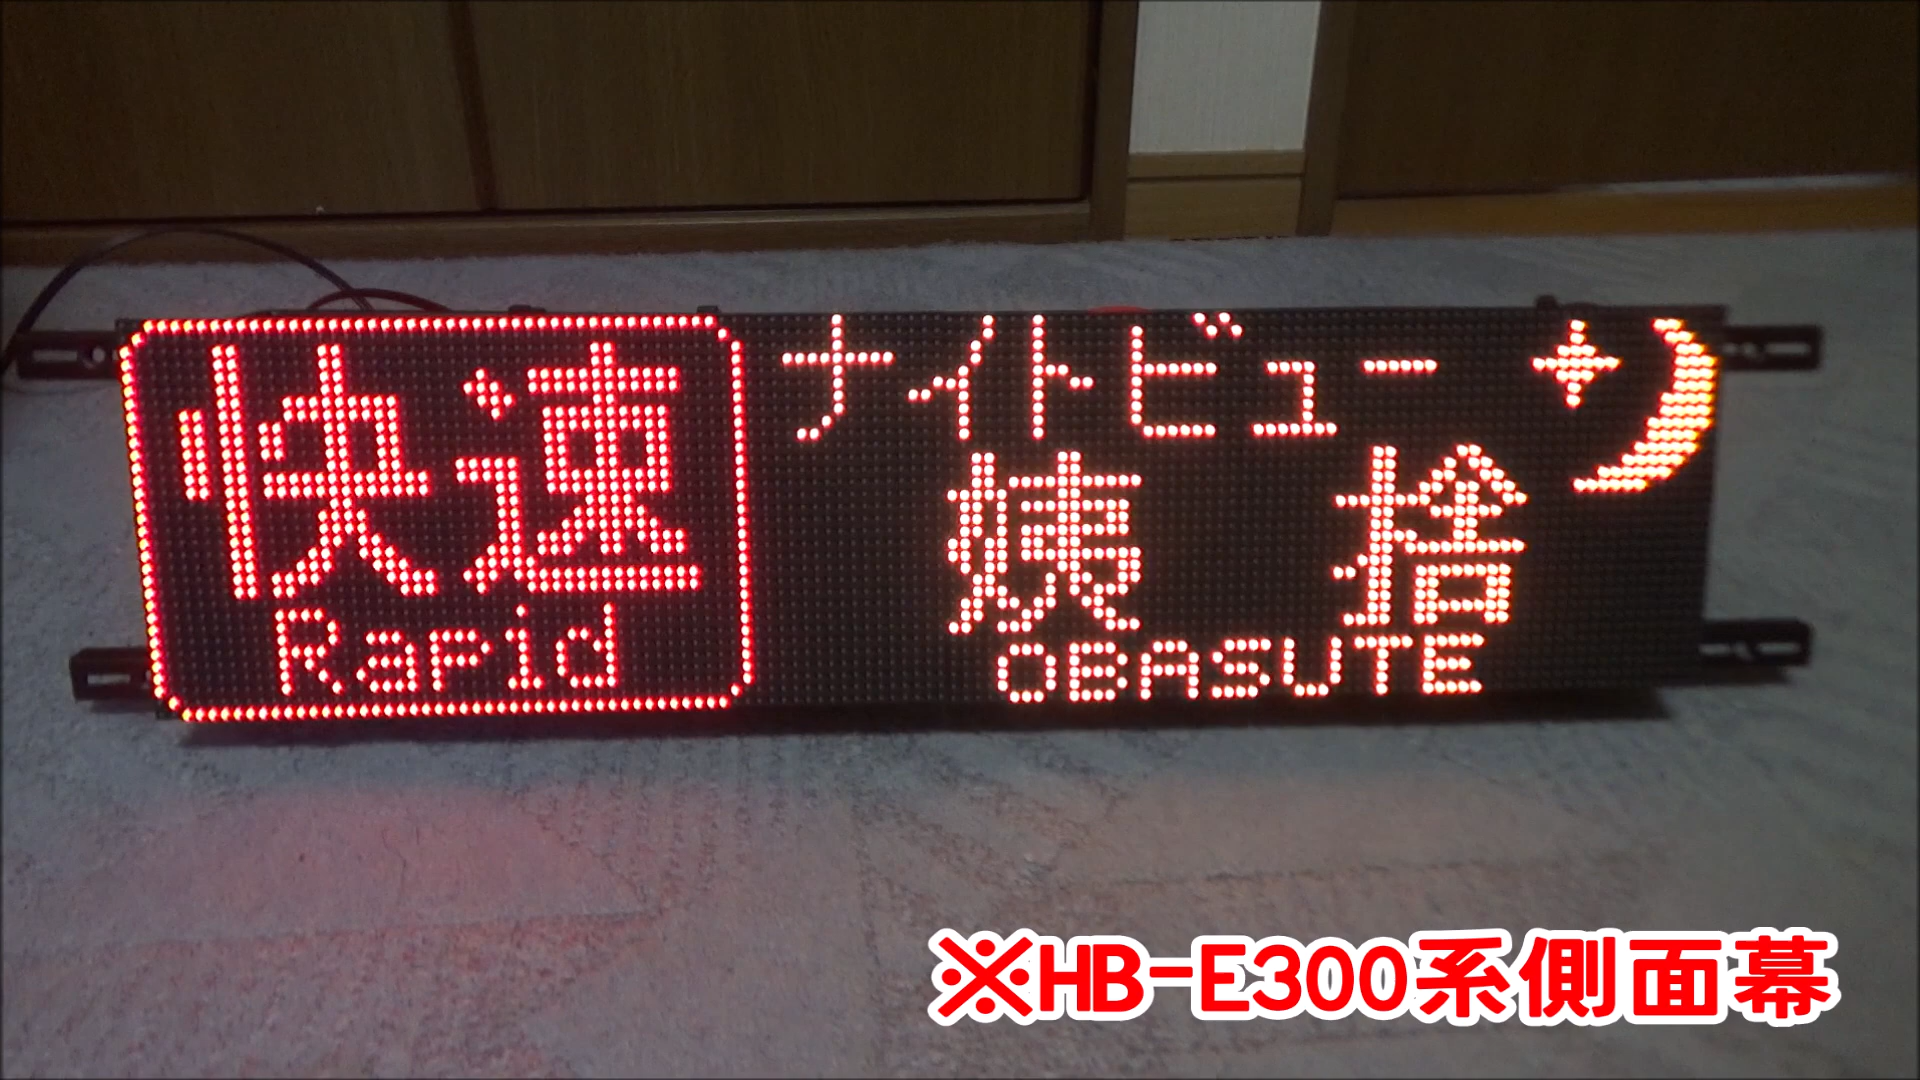 快速
Rapid
ナイトビュー
姨捨
OBASUTE
※HB-E300系側面幕